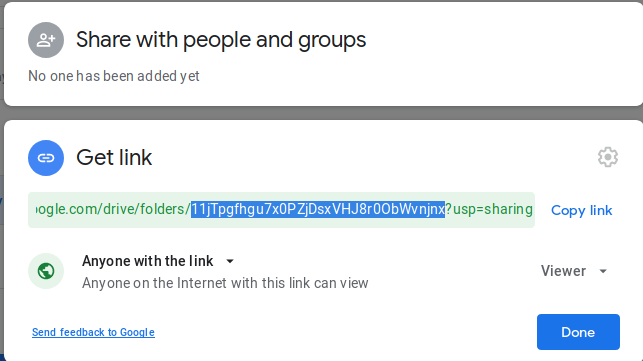 Share with people and groups
No one has been added yet
Get link
ogle.com/drive/folders/11jTpgfhgu7x0PZjDsxVHJ8r0ObWvnjnx?usp=sharing
Copy link
Anyone with the link
Anyone on the Internet with this link can view
Viewer
Send feedback to Google
Done